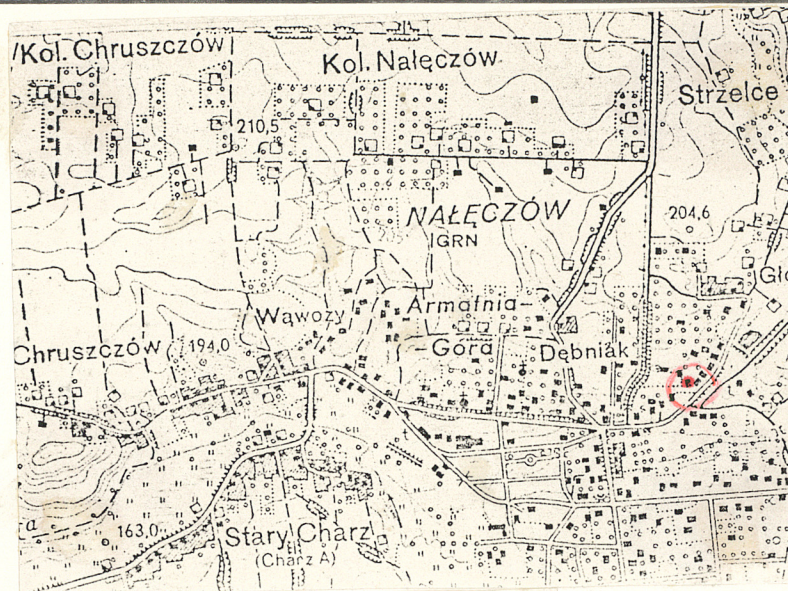 /Kol. Chruszczów
Kol. Nałęczów
Strzelce
210,5
NAŁĘCZÓW
GRN
204,6
Wąwozy
Armatnia-
-Góra
Dębniak
Chruszczów
194,0
163,0
Stary Charz
(Charz A)